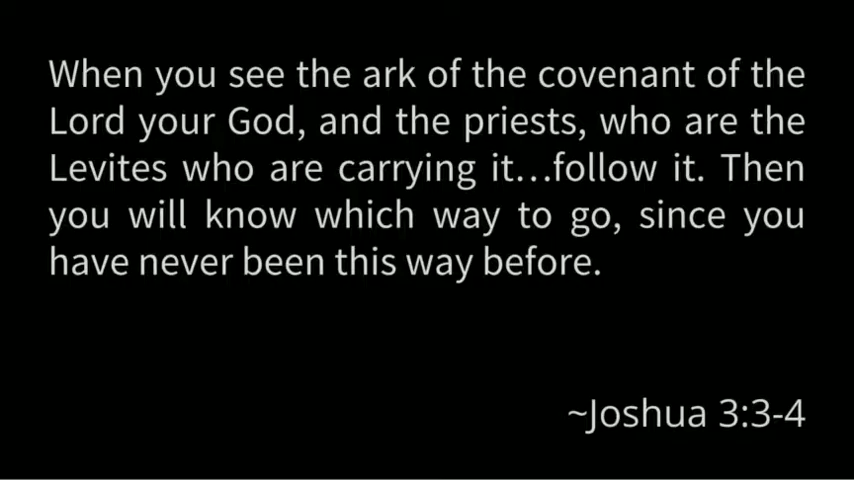 When you see the ark of the covenant of the
Lord your God, and the priests, who are the
Levites who are carrying it...follow it. Then
you will know which way to go, since you
have never been this way before.
~Joshua 3:3-4